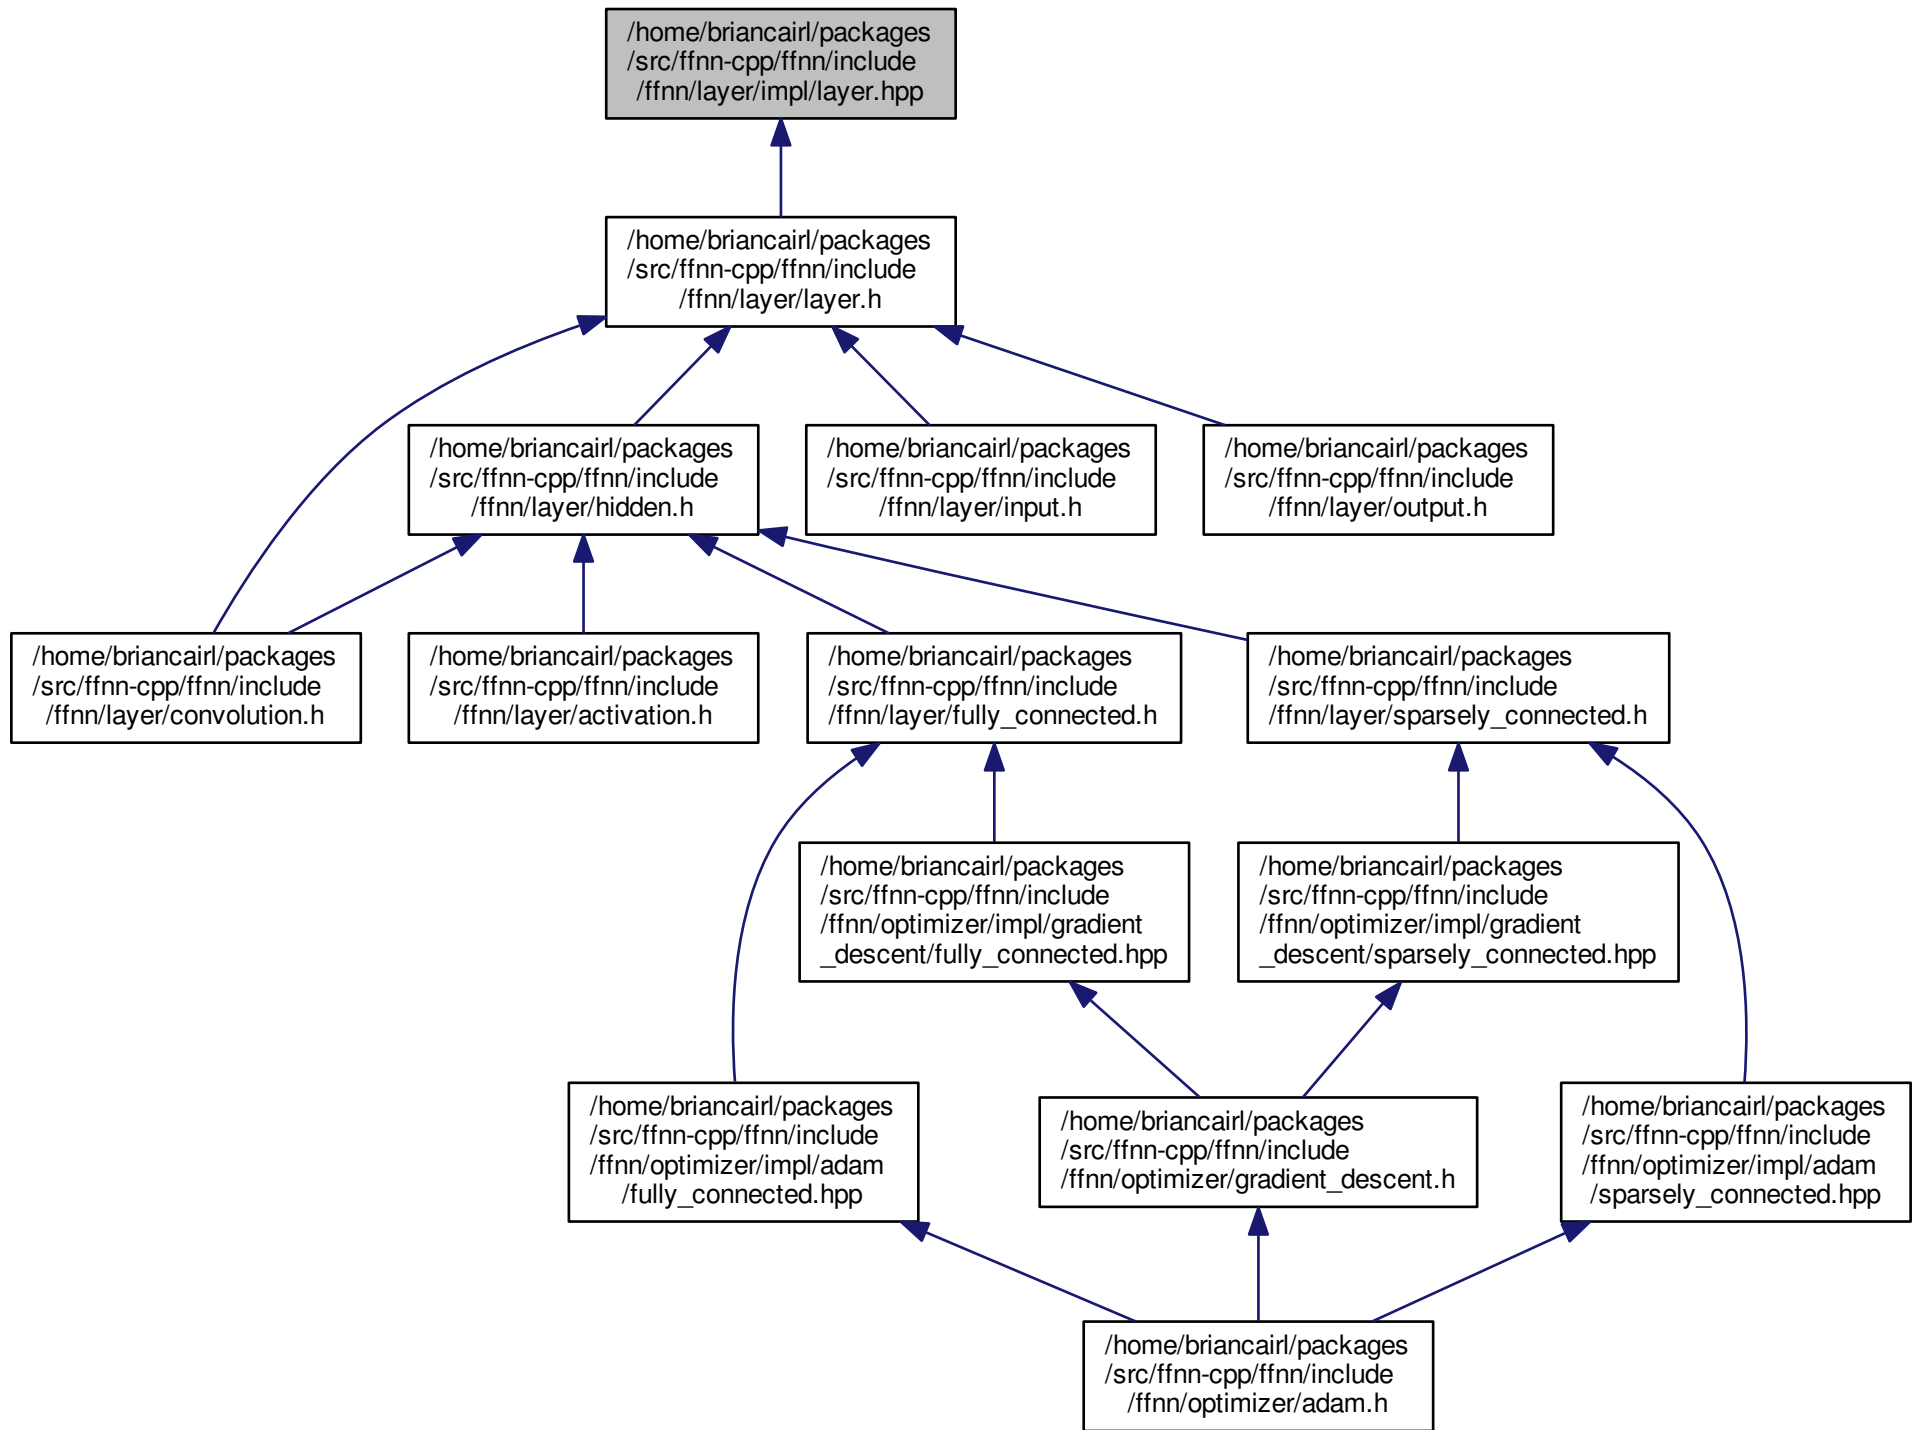 /home/briancairl/packages
/src/ffnn-cpp/ffnn/include
/ffnn/layer/impl/layer.hpp
/home/briancairl/packages
/src/ffnn-cpp/ffnn/include
/ffnn/layer/layer.h
/home/briancairl/packages
/src/ffnn-cpp/ffnn/include
/ffnn/layer/hidden.h
/home/briancairl/packages
/src/ffnn-cpp/ffnn/include
/ffnn/layer/input.h
/home/briancairl/packages
/src/ffnn-cpp/ffnn/include
/ffnn/layer/output.h
/home/briancairl/packages
/src/ffnn-cpp/ffnn/include
/ffnn/layer/convolution.h
/home/briancairl/packages
/src/ffnn-cpp/ffnn/include
/ffnn/layer/activation.h
/home/briancairl/packages
/src/ffnn-cpp/ffnn/include
/ffnn/layer/fully_connected.h
/home/briancairl/packages
/src/ffnn-cpp/ffnn/include
/ffnn/layer/sparsely_connected.h
/home/briancairl/packages
/src/ffnn-cpp/ffnn/include
/ffnn/optimizer/impl/gradient
_descent/fully_connected.hpp
/home/briancairl/packages
/src/ffnn-cpp/ffnn/include
/ffnn/optimizer/impl/gradient
_descent/sparsely_connected.hpp
/home/briancairl/packages
/src/ffnn-cpp/ffnn/include
/ffnn/optimizer/impl/adam
/fully_connected.hpp
/home/briancairl/packages
/src/ffnn-cpp/ffnn/include
/ffnn/optimizer/gradient_descent.h
/home/briancairl/packages
/src/ffnn-cpp/ffnn/include
/ffnn/optimizer/impl/adam
/sparsely_connected.hpp
/home/briancairl/packages
/src/ffnn-cpp/ffnn/include
/ffnn/optimizer/adam.h